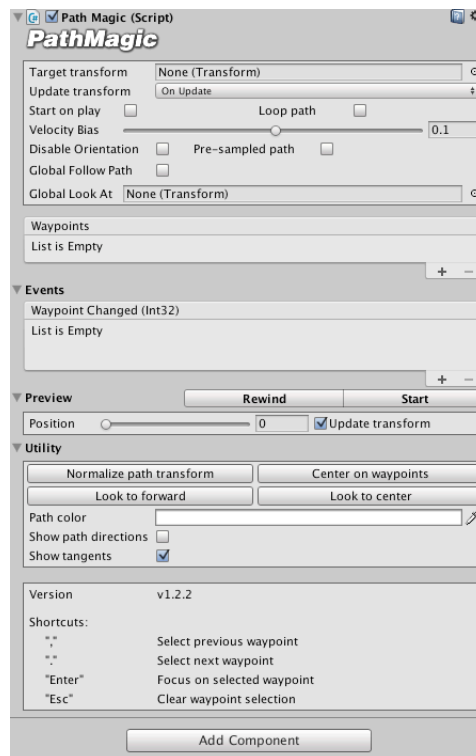 Path Magic (Script)
PathMagic
Target transform None (Transform)
Update transform On Update
Start on play Loop path
Velocity Bias 0.1
Disable Orientation Pre-sampled path
Global Follow Path
Global Look At None (Transform)
Waypoints
List is Empty
+ −
Events
Waypoint Changed (Int32)
List is Empty
+ −
Preview Rewind Start
Position 0 Update transform
Utility
Normalize path transform Center on waypoints
Look to forward Look to center
Path color
Show path directions
Show tangents
Version v1.2.2
Shortcuts:
"," Select previous waypoint
"." Select next waypoint
"Enter" Focus on selected waypoint
"Esc" Clear waypoint selection
Add Component